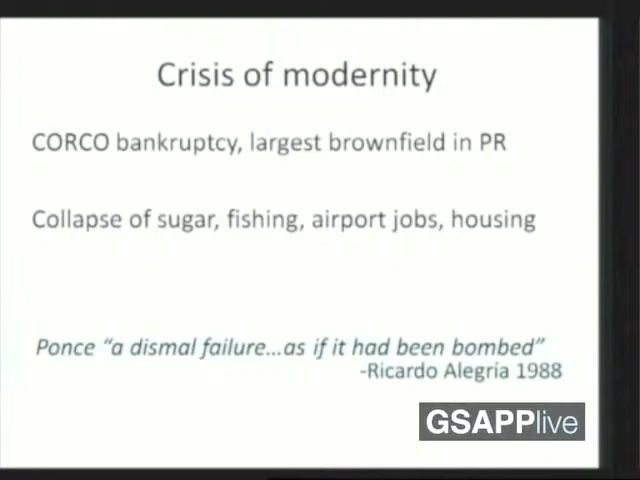 Crisis of modernity
CORCO bankruptcy, largest brownfield in PR
Collapse of sugar, fishing, airport jobs, housing
Ponce “a dismal failure...as if it had been bombed”
-Ricardo Alegría 1988
GSAPPlive